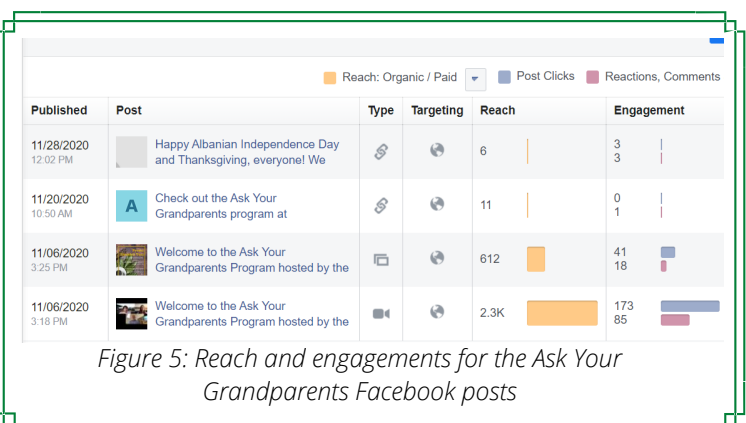 Reach: Organic / Paid Post Clicks Reactions, Comments
Published Post Type Targeting Reach Engagement
11/28/2020 Happy Albanian Independence Day 3
12:02 PM and Thanksgiving, everyone! We 6 3
11/20/2020 Check out the Ask Your 0
10:50 AM A Grandparents program at 11 1
11/06/2020 Welcome to the Ask Your 41
3:25 PM Grandparents Program hosted by the 612 18
11/06/2020 Welcome to the Ask Your 173
3:18 PM Grandparents Program hosted by the 2.3K 85
Figure 5: Reach and engagements for the Ask Your
Grandparents Facebook posts